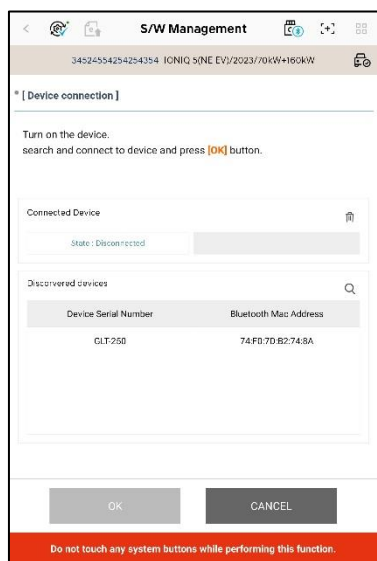 S/W Management
34524554254254354 IONIQ 5(NE EV)/2023/70kW+160kW
* [ Device connection ]
Turn on the device.
search and connect to device and press [OK] button.
Connected Device
State : Disconnected
Discorvered devices
Device Serial Number Bluetooth Mac Address
GLT-250 74:F0:7D:B2:74:8A
OK CANCEL
Do not touch any system buttons while performing this function.